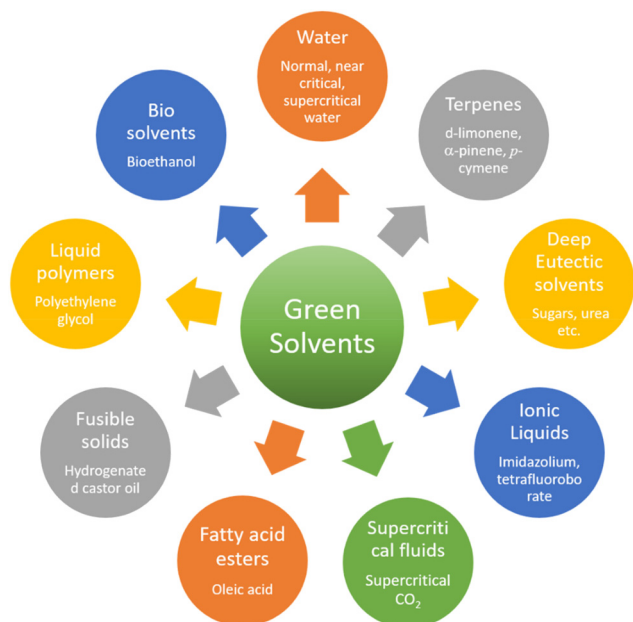 Water
Normal, near
critical,
supercritical
water
Terpenes
d-limonene,
α-pinene, p-
cymene
Deep
Eutectic
solvents
Sugars, urea
etc.
Ionic
Liquids
Imidazolium,
tetrafluorobo
rate
Supercriti
cal fluids
Supercritical
CO₂
Fatty acid
esters
Oleic acid
Fusible
solids
Hydrogenate
d castor oil
Liquid
polymers
Polyethylene
glycol
Bio
solvents
Bioethanol
Green
Solvents